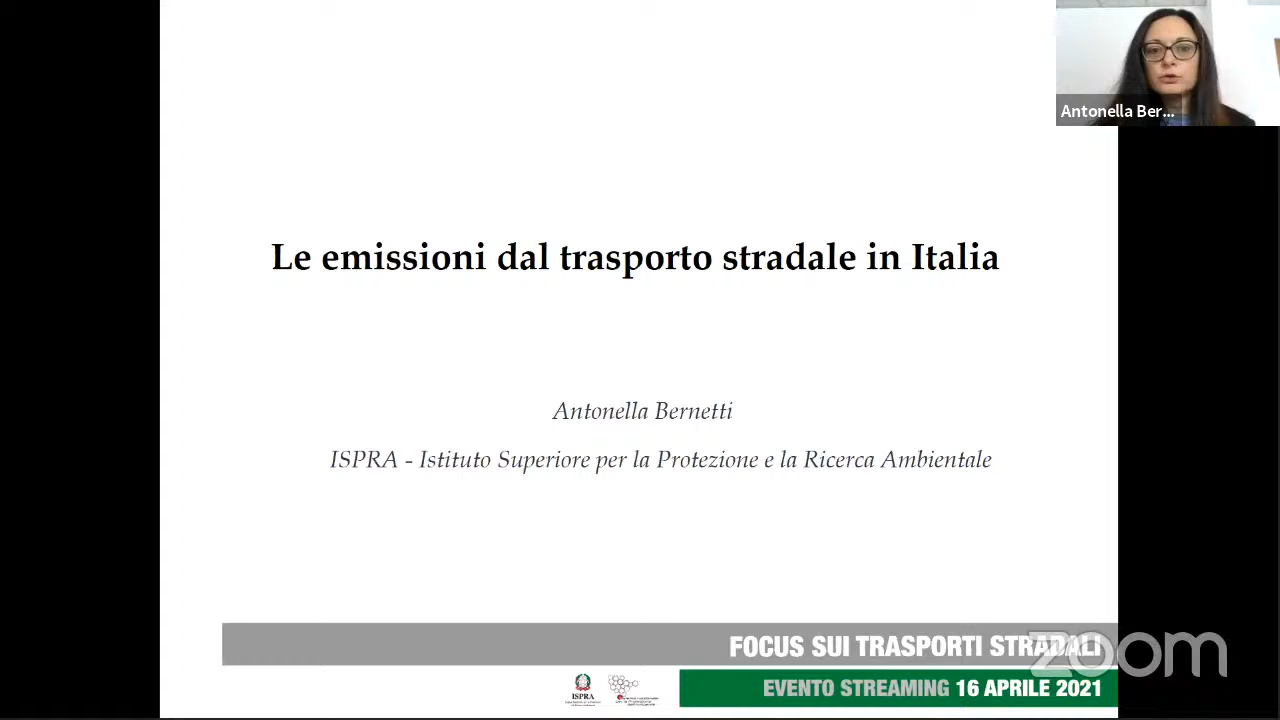 Antonella Ber...
Le emissioni dal trasporto stradale in Italia
Antonella Bernetti
ISPRA - Istituto Superiore per la Protezione e la Ricerca Ambientale
FOCUS SUI TRASPORTI STRADALI
zoom
ISPRA
EVENTO STREAMING 16 APRILE 2021